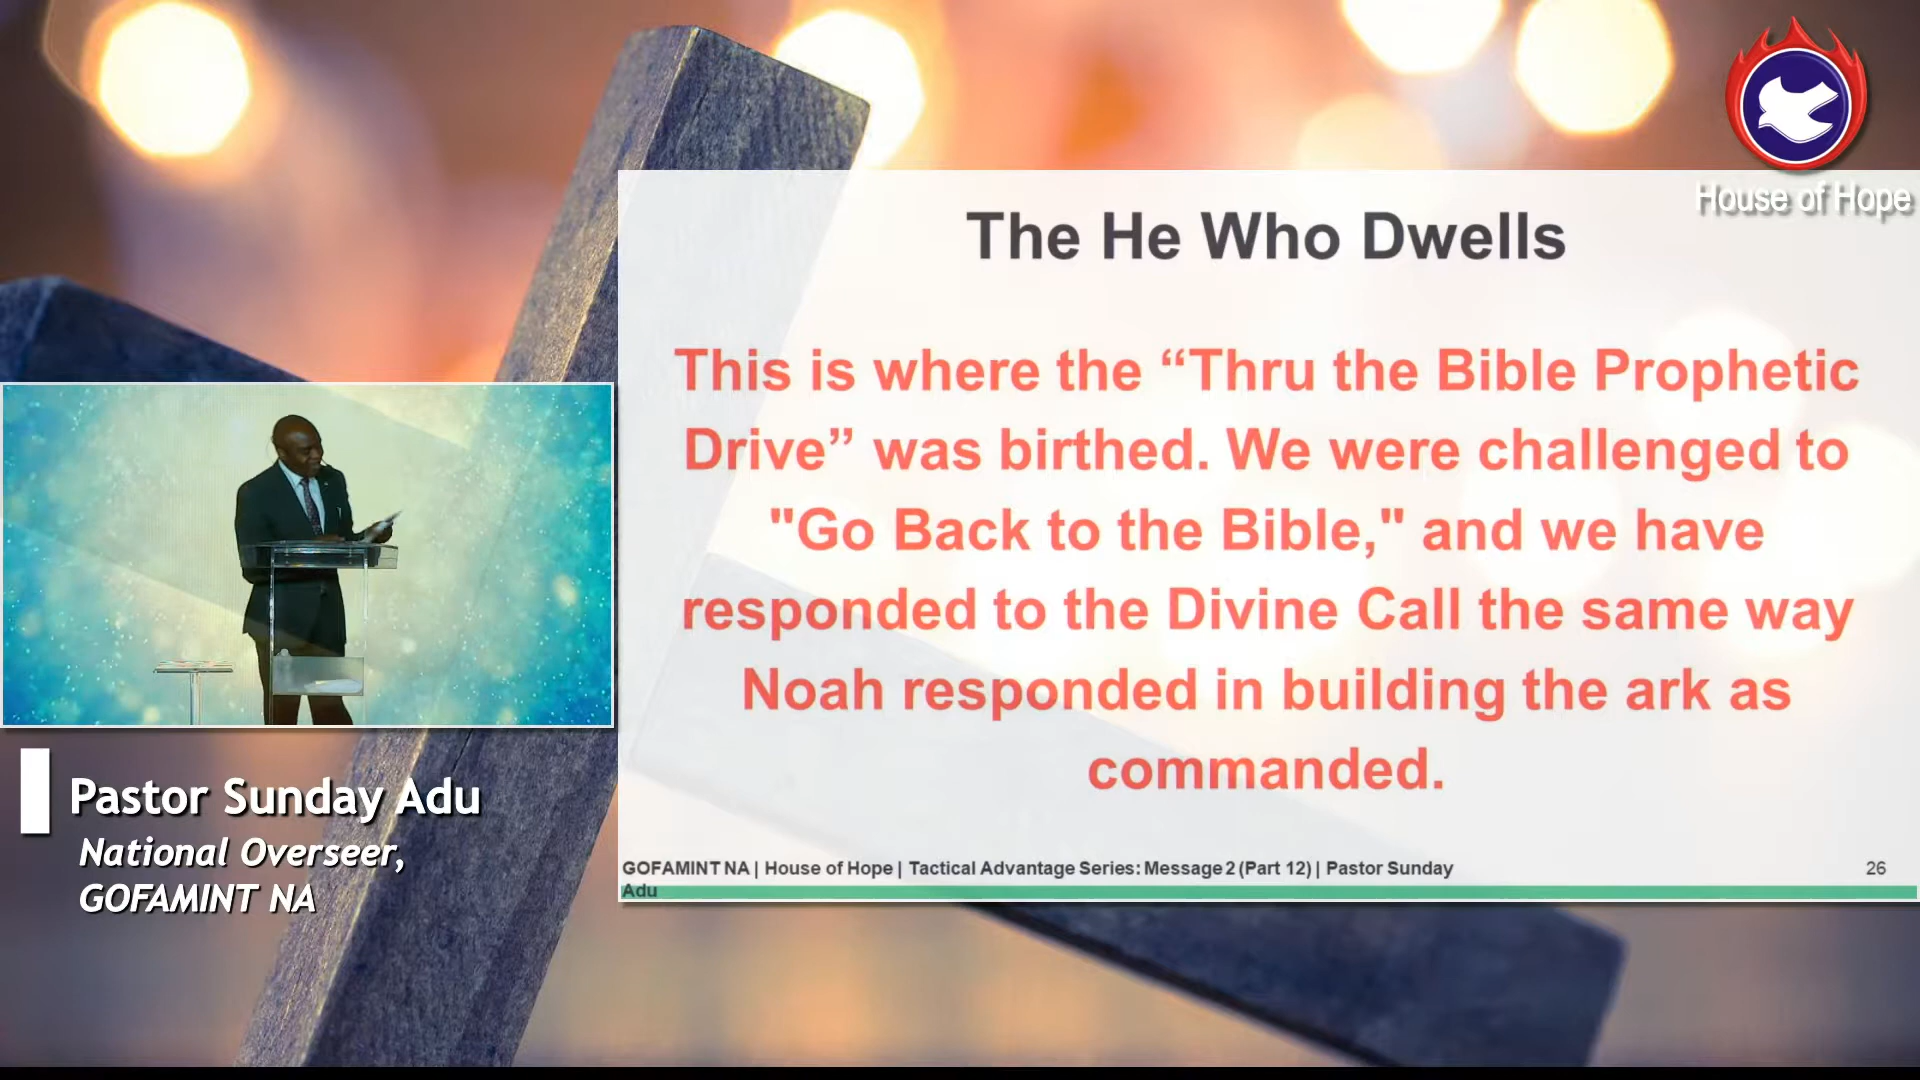 House of Hope
The He Who Dwells
This is where the “Thru the Bible Prophetic
Drive” was birthed. We were challenged to
"Go Back to the Bible," and we have
responded to the Divine Call the same way
Noah responded in building the ark as
commanded.
GOFAMINT NA | House of Hope | Tactical Advantage Series: Message 2 (Part 12) | Pastor Sunday
Adu
26
Pastor Sunday Adu
National Overseer,
GOFAMINT NA